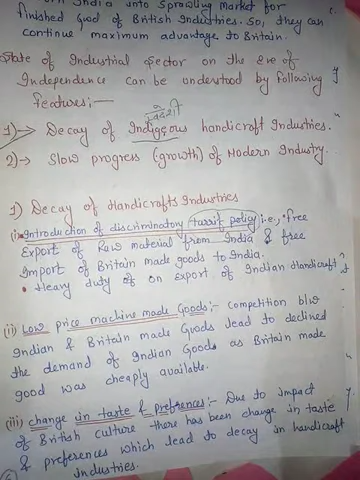 India into sprawling market for
finished good of British Industries. So, they can
continue maximum advantage to Britain.
State of Industrial Sector on the eve of
Independence can be understood by following
features:—
1) → Decay of Indigeous handicraft Industries.
2) → Slow progress (growth) of Modern Industry.
1) Decay of Handicrafts Industries
(i) Introduction of discriminatory tarrif policy i.e., free
Export of Raw material from India & free
Import of Britain made goods to India.
• Heavy duty of on export of Indian Handicraft
(ii) Low price machine made Goods:- competition b/w
Indian & Britain made Goods lead to declined
the demand of Indian Goods as Britain made
good was cheaply available.
(iii) change in taste & prefrences:- Due to impact
of British culture there has been change in taste
& preferences which lead to decay in handicraft
industries.